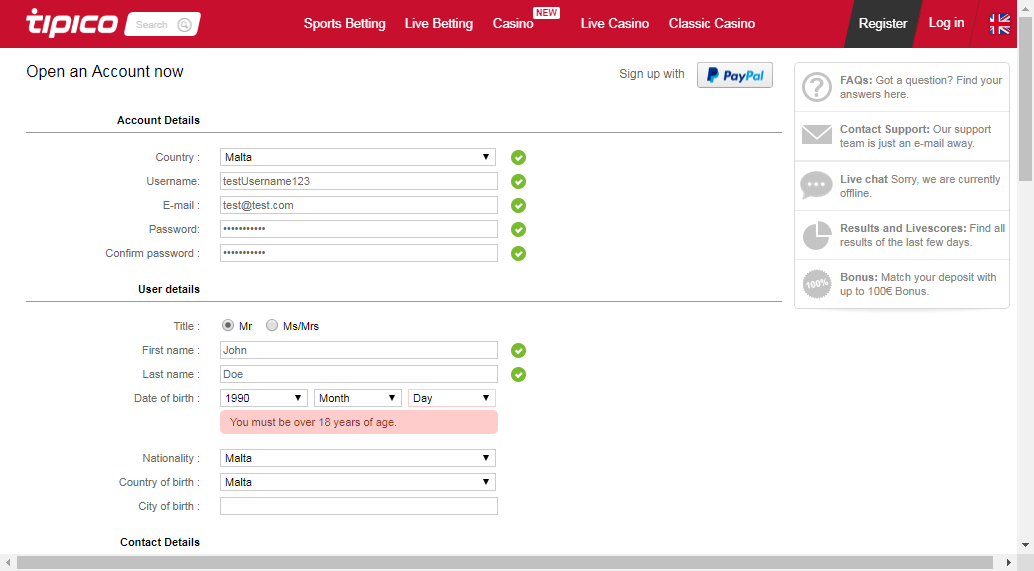 tipico Search Sports Betting Live Betting Casino NEW Live Casino Classic Casino Register Log in
Open an Account now
Sign up with PayPal
Account Details
Country : Malta
Username: testUsername123
E-mail : test@test.com
Password: •••••••••••
Confirm password : •••••••••••
User details
Title : Mr Ms/Mrs
First name : John
Last name : Doe
Date of birth : 1990 Month Day
You must be over 18 years of age.
Nationality : Malta
Country of birth : Malta
City of birth :
Contact Details
FAQs: Got a question? Find your
answers here.
Contact Support: Our support
team is just an e-mail away.
Live chat Sorry, we are currently
offline.
Results and Livescores: Find all
results of the last few days.
100%
Bonus: Match your deposit with
up to 100€ Bonus.